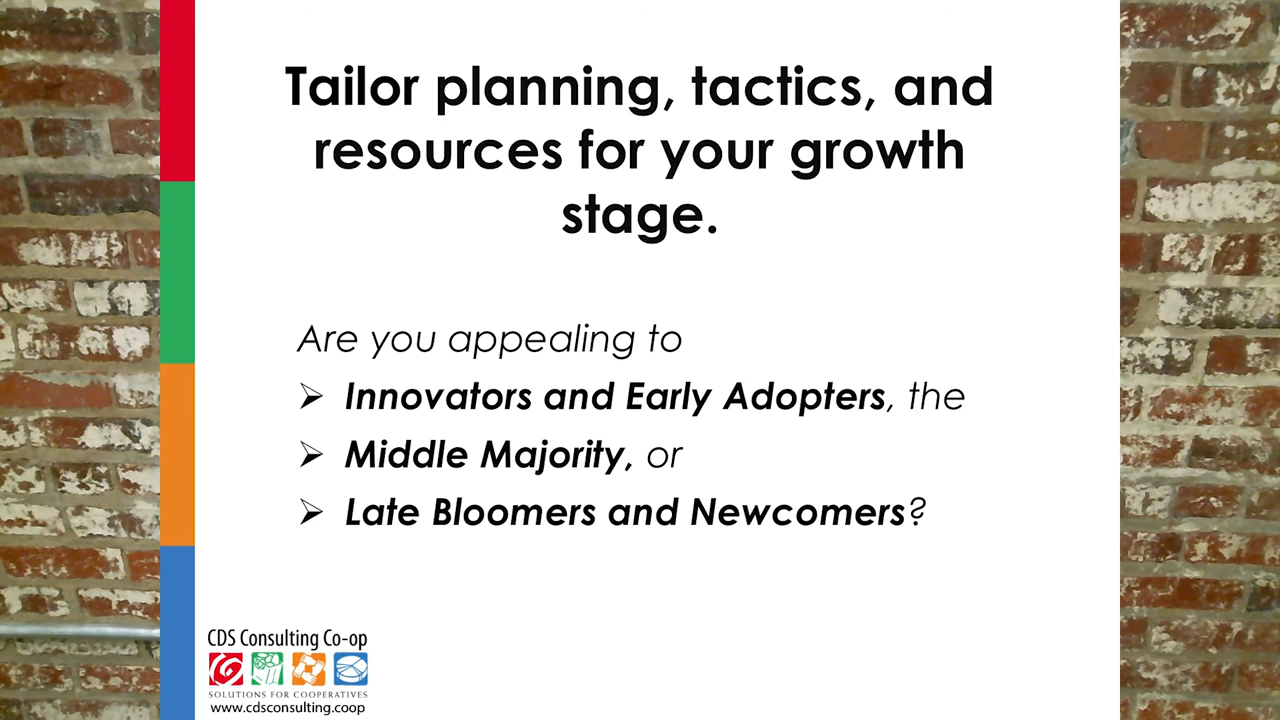 Tailor planning, tactics, and
resources for your growth
stage.
Are you appealing to
➢ Innovators and Early Adopters, the
➢ Middle Majority, or
➢ Late Bloomers and Newcomers?
CDS Consulting Co-op
SOLUTIONS FOR COOPERATIVES
www.cdsconsulting.coop